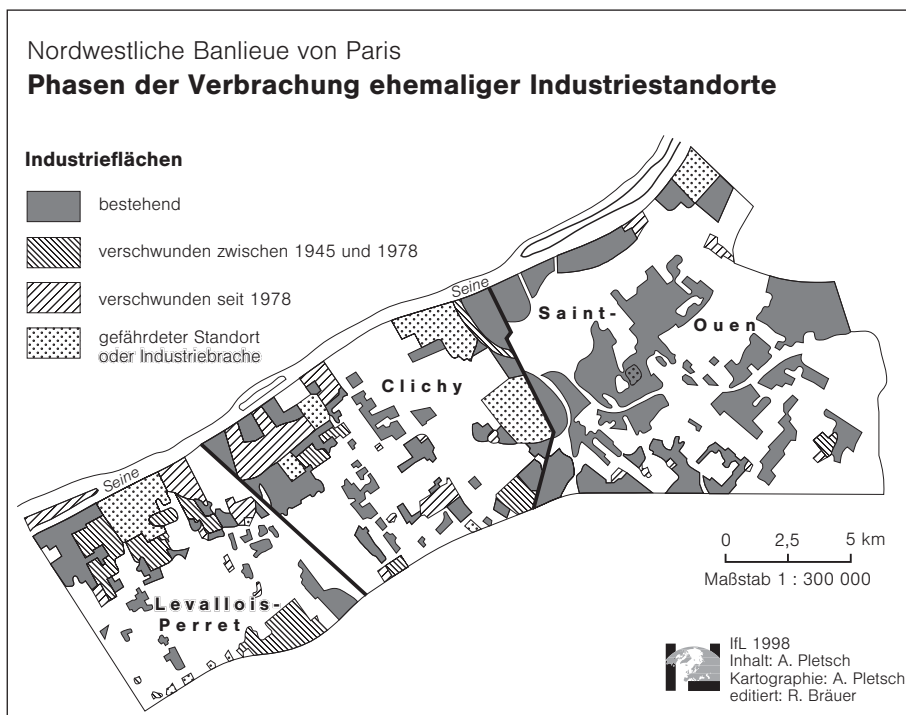 Nordwestliche Banlieue von Paris
Phasen der Verbrachung ehemaliger Industriestandorte
Industrieflächen
bestehend
verschwunden zwischen 1945 und 1978
verschwunden seit 1978
gefährdeter Standort
oder Industriebrache
Seine
Saint-
Ouen
Clichy
Seine
Levallois-
Perret
0 2,5 5 km
Maßstab 1 : 300 000
IfL 1998
Inhalt: A. Pletsch
Kartographie: A. Pletsch
editiert: R. Bräuer